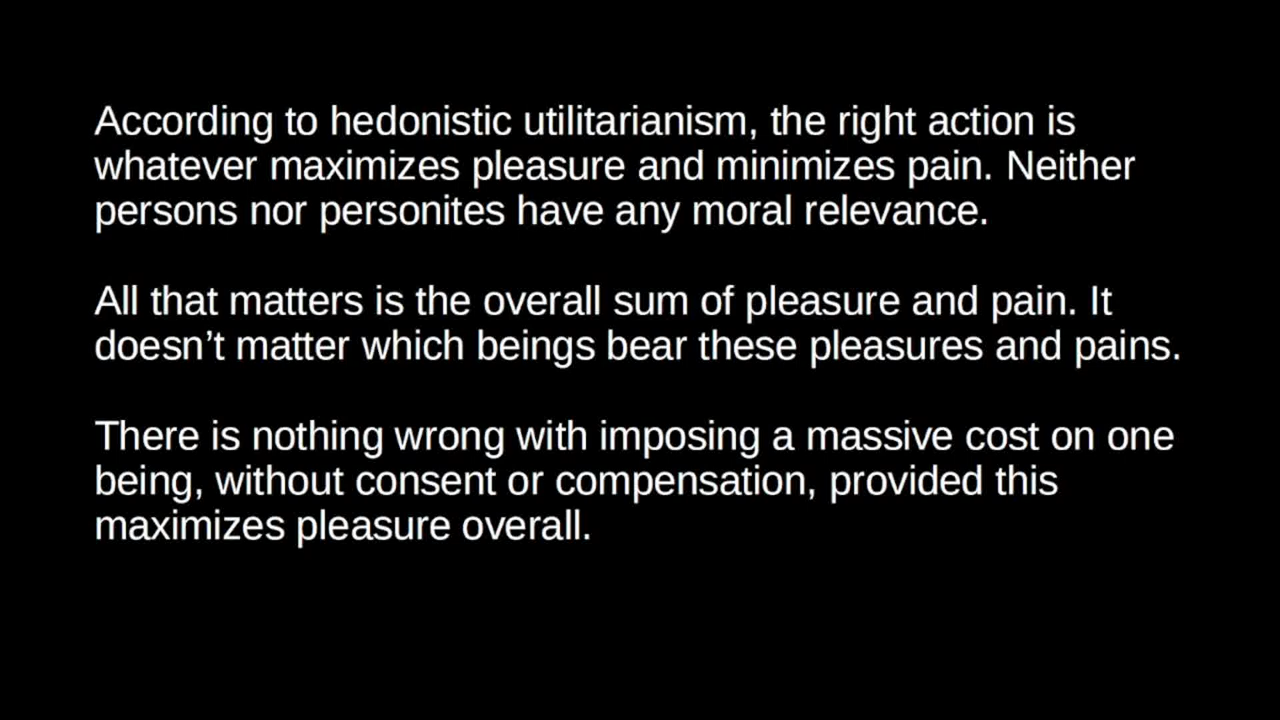 According to hedonistic utilitarianism, the right action is
whatever maximizes pleasure and minimizes pain. Neither
persons nor personites have any moral relevance.
All that matters is the overall sum of pleasure and pain. It
doesn’t matter which beings bear these pleasures and pains.
There is nothing wrong with imposing a massive cost on one
being, without consent or compensation, provided this
maximizes pleasure overall.